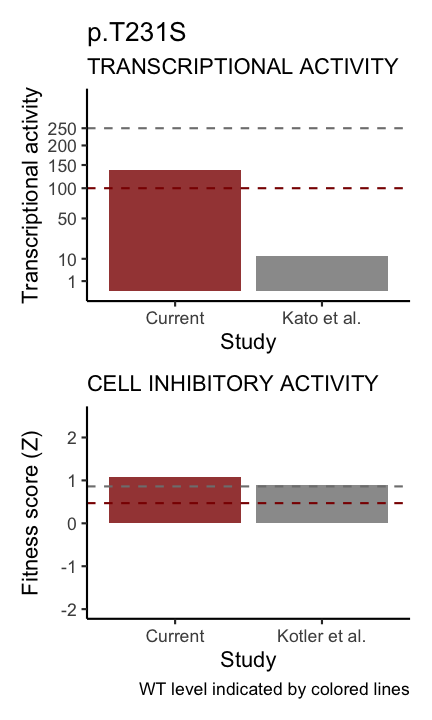 p.T231S
TRANSCRIPTIONAL ACTIVITY
Transcriptional activity
250
200
150
100
50
10
1
Current
Kato et al.
Study
CELL INHIBITORY ACTIVITY
Fitness score (Z)
2
1
0
-1
-2
Current
Kotler et al.
Study
WT level indicated by colored lines